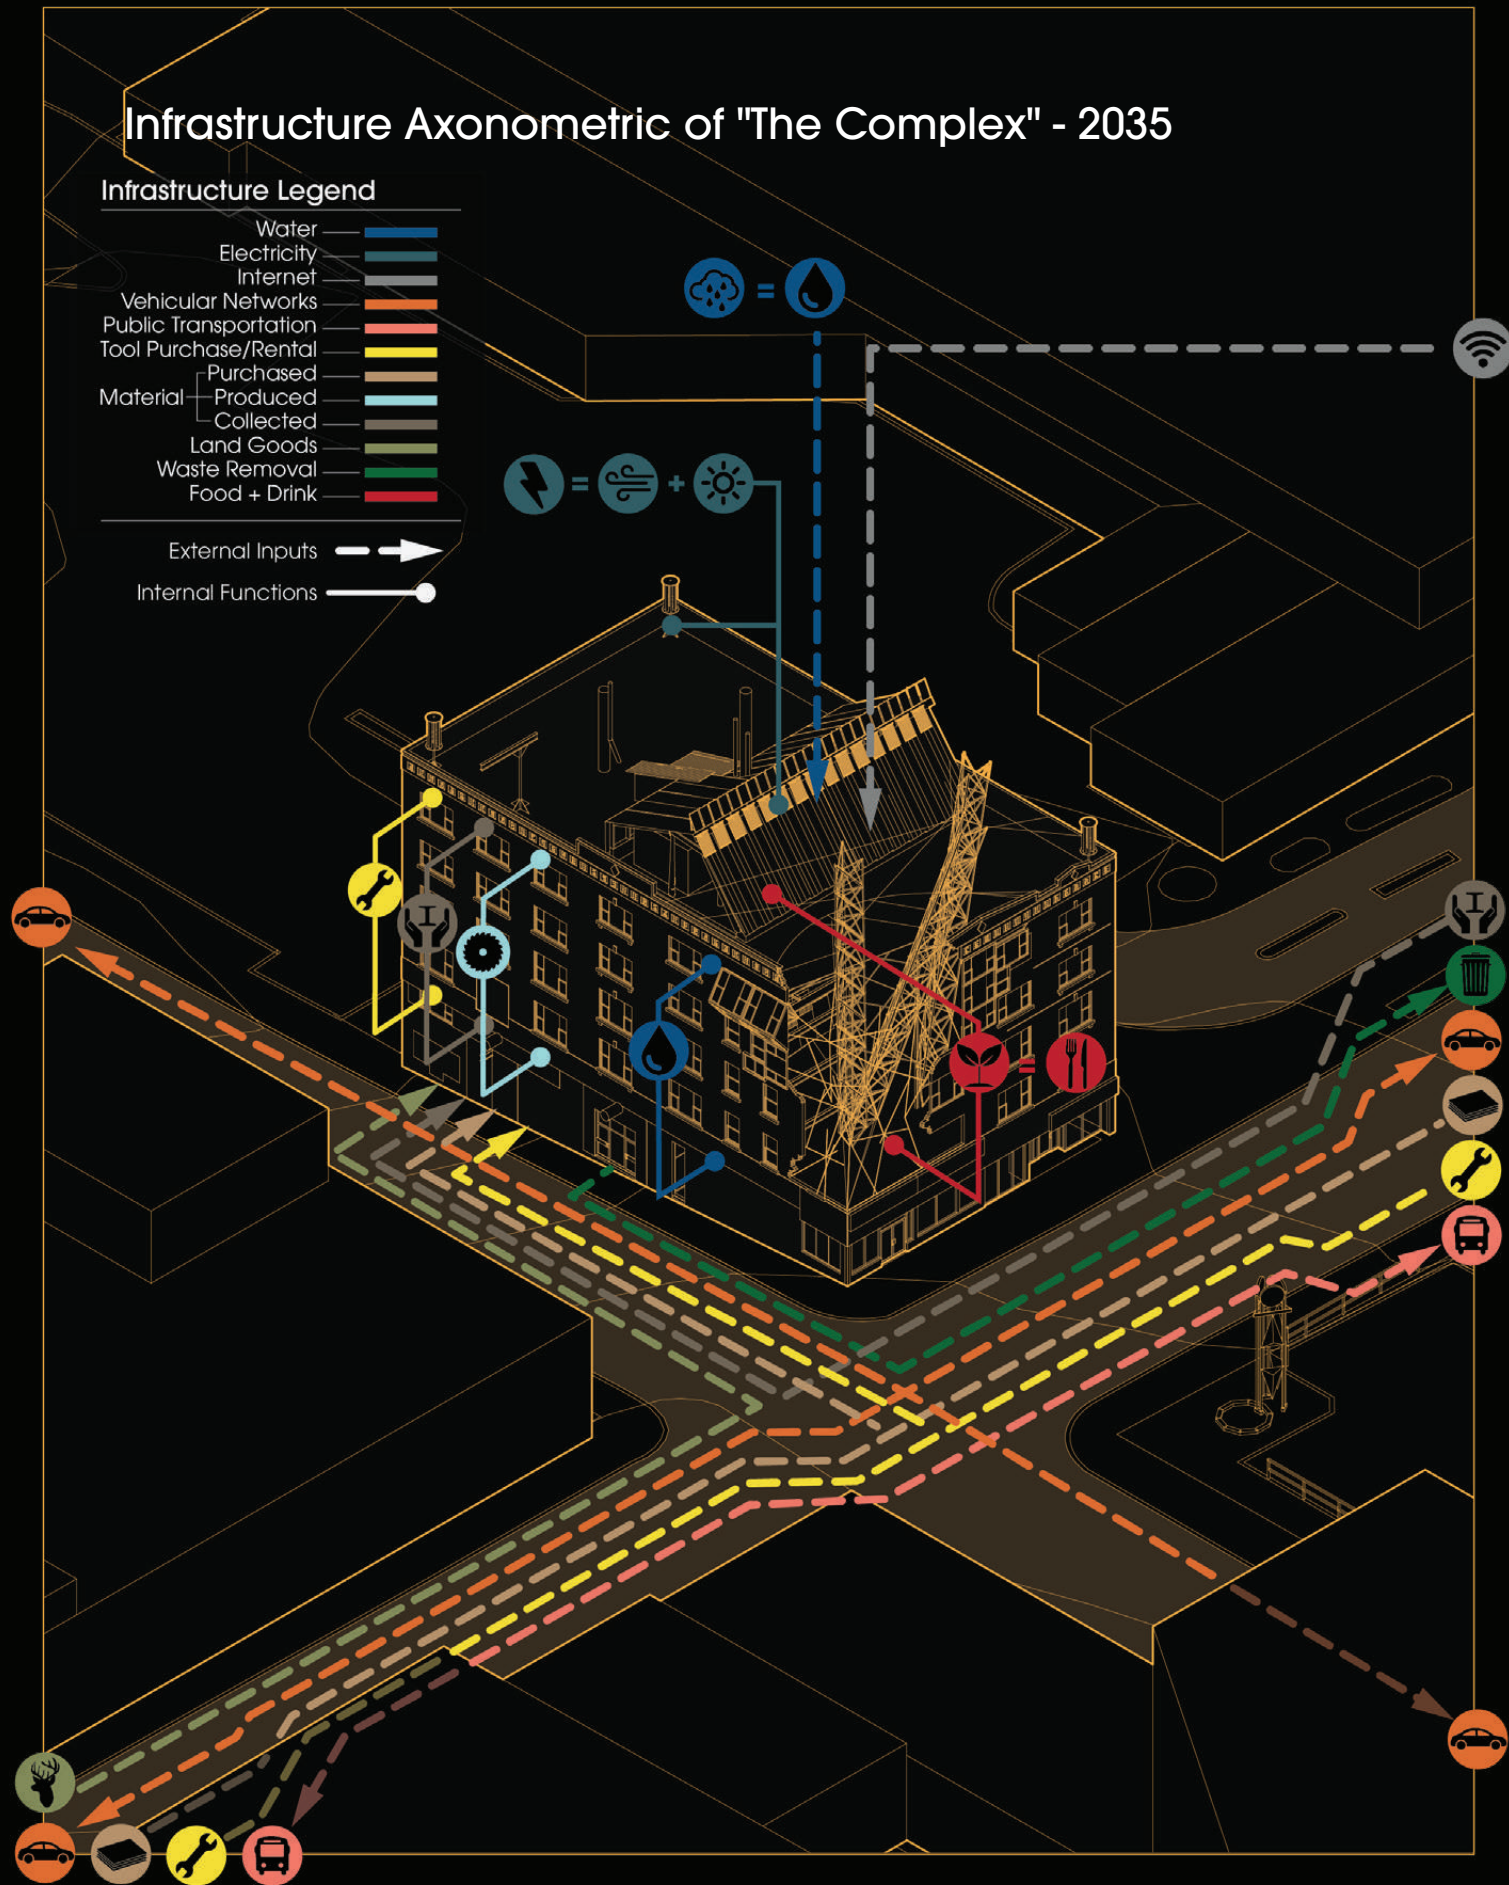 Infrastructure Axonometric of "The Complex" - 2035
Infrastructure Legend
Water
Electricity
Internet
Vehicular Networks
Public Transportation
Tool Purchase/Rental
Purchased
Material Produced
Collected
Land Goods
Waste Removal
Food + Drink
External Inputs
Internal Functions
=
= +
=